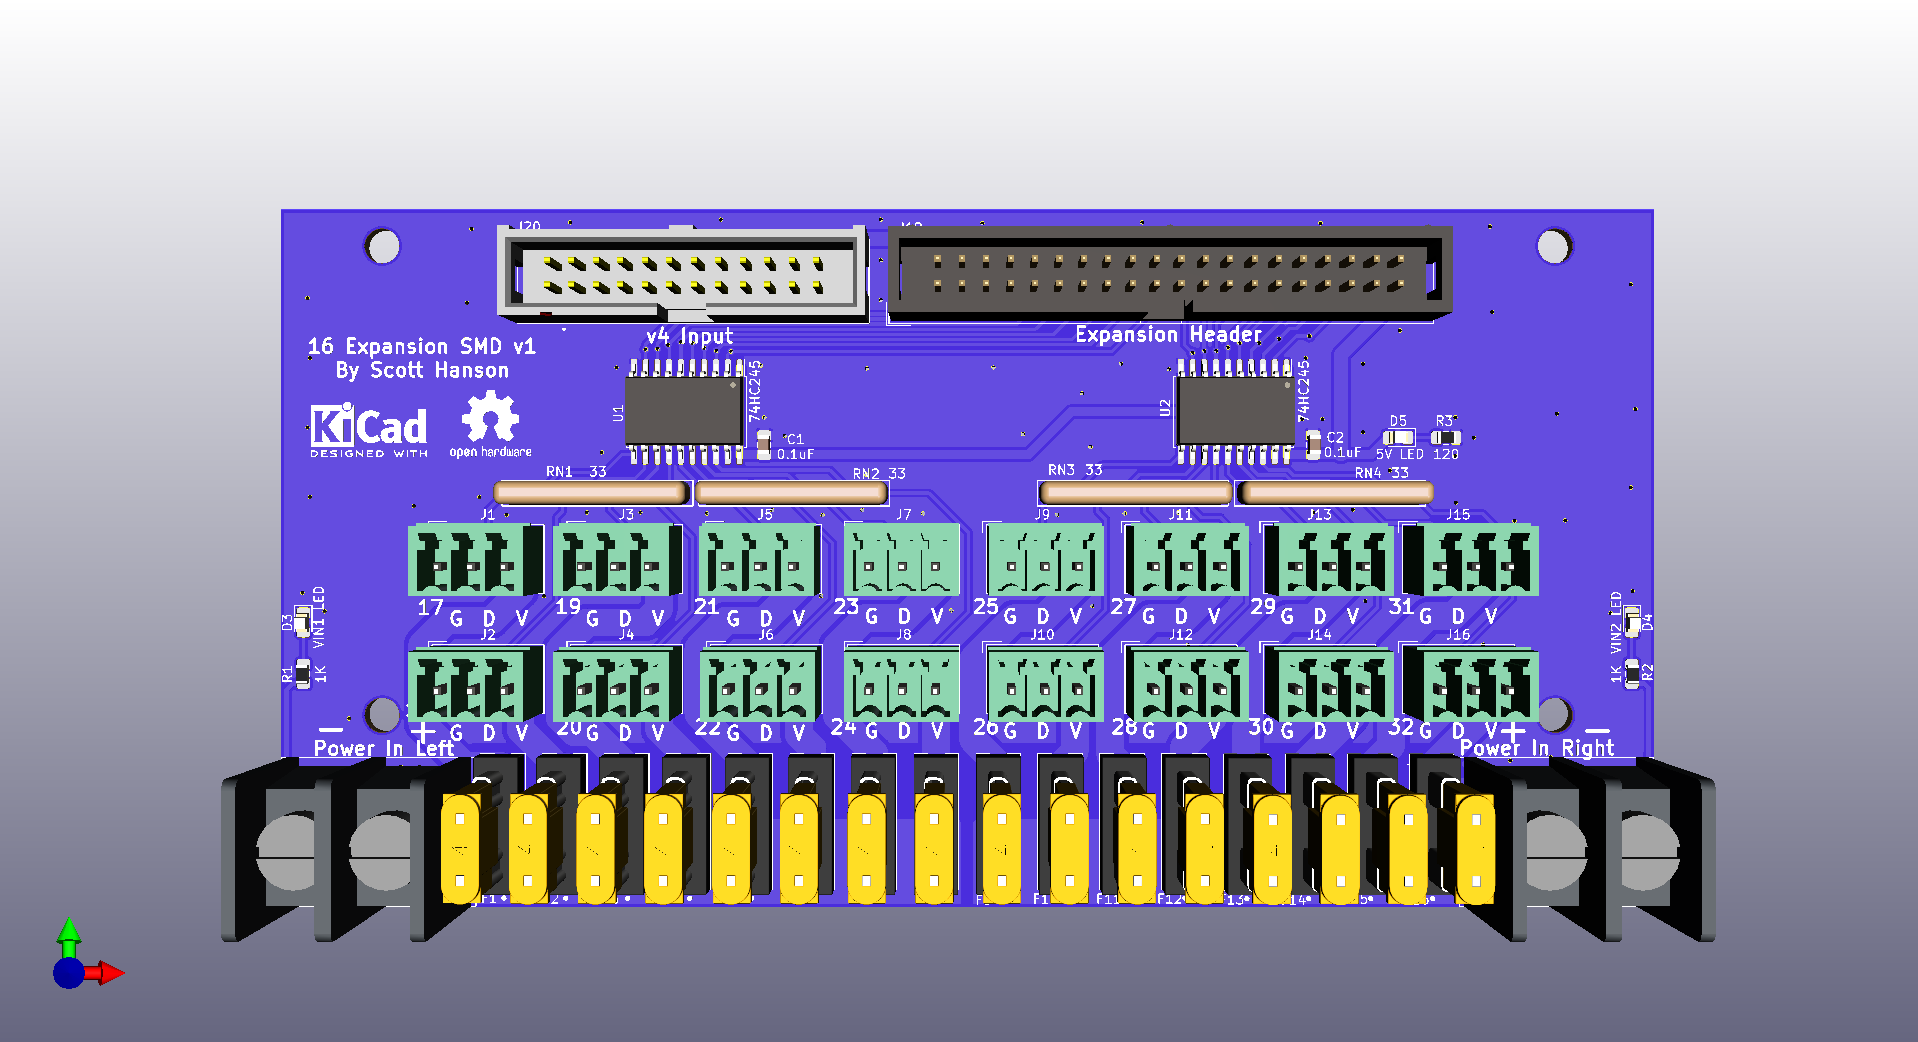 J20
v4 Input
Expansion Header
16 Expansion SMD v1
By Scott Hanson
KiCad
DESIGNED WITH
open hardware
U1
74HC245
C1
0.1uF
U2
74HC245
C2
0.1uF
D5
5V LED
R3
120
RN1 33
RN2 33
RN3 33
RN4 33
J1
J3
J5
J7
J9
J11
J13
J15
17 G D V
19 G D V
21 G D V
23 G D V
25 G D V
27 G D V
29 G D V
31 G D V
D3
VIN1 LED
R1
1K
VIN2 LED
D4
1K
R2
J2
J4
J6
J8
J10
J12
J14
J16
G D V
20 G D V
22 G D V
24 G D V
26 G D V
28 G D V
30 G D V
32 G D V
- +
Power In Left
+ -
Power In Right
F1
F11
F12